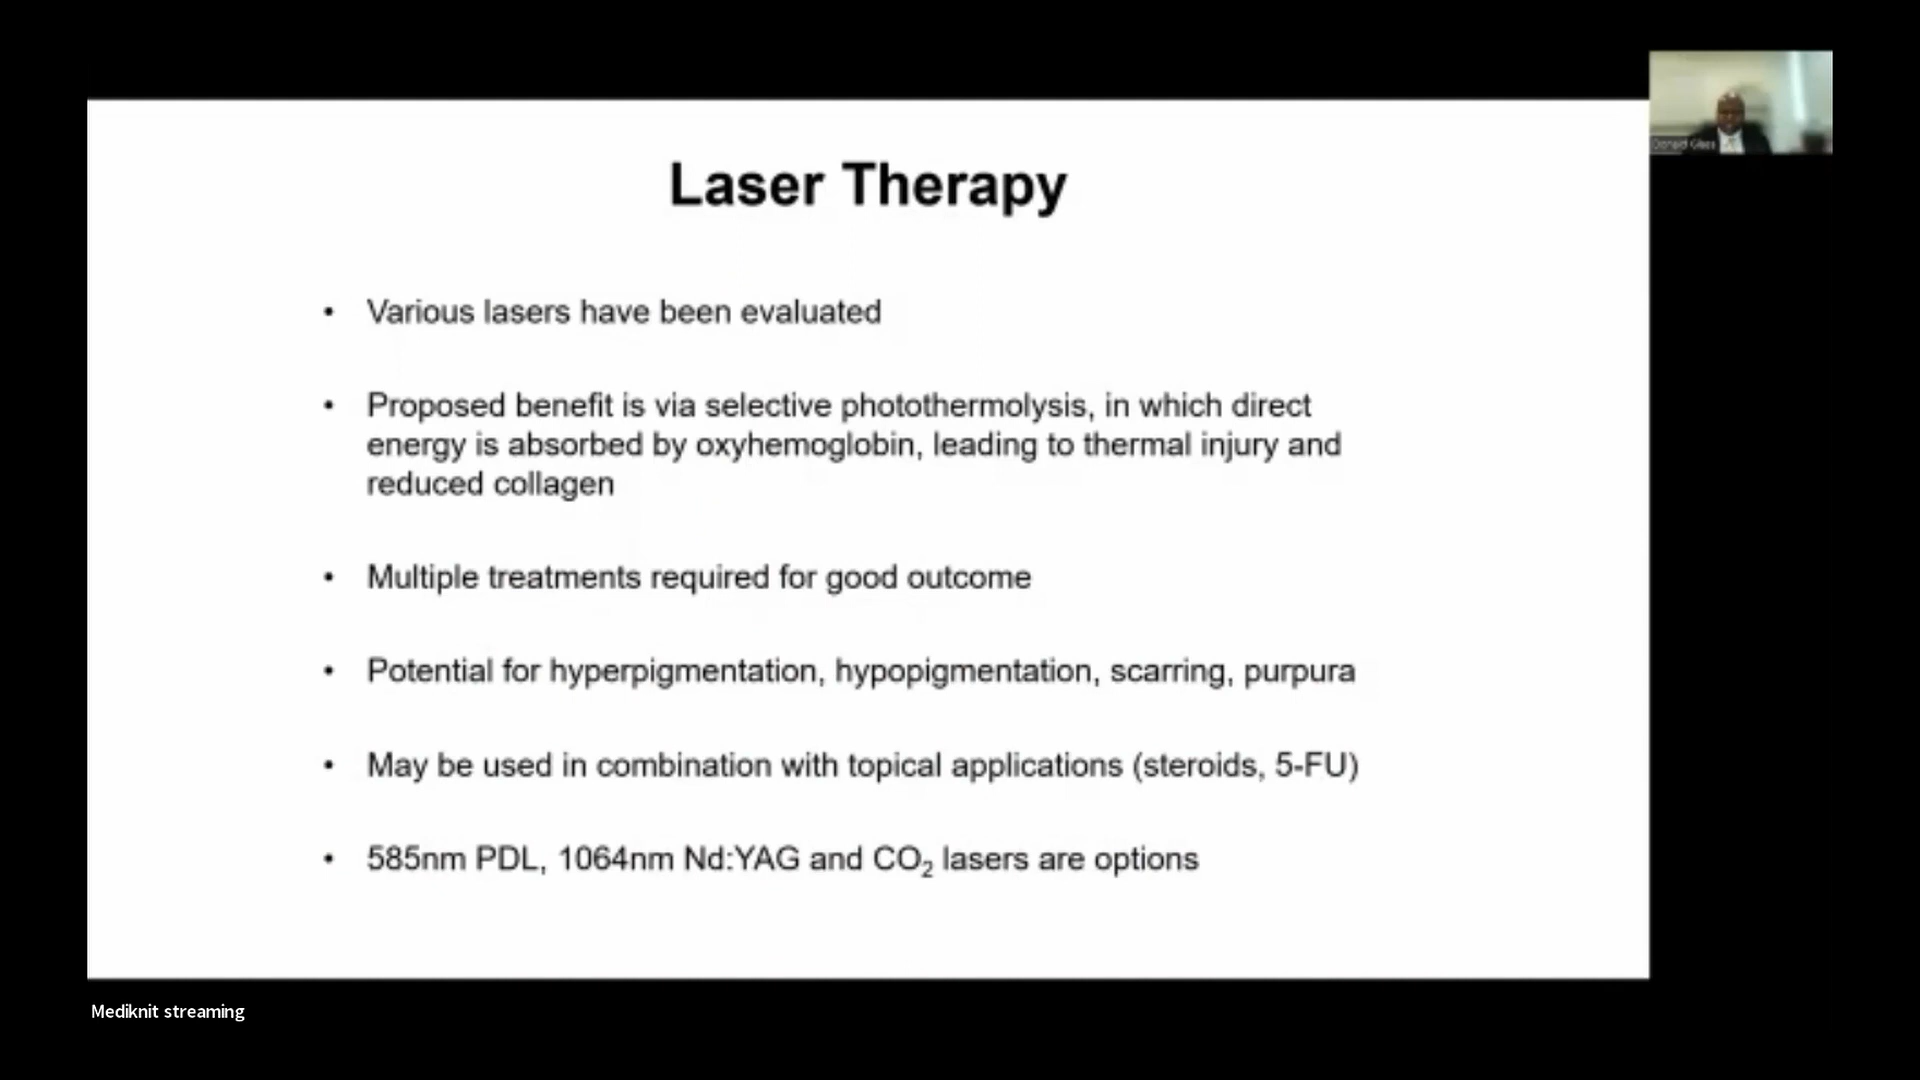 Laser Therapy
• Various lasers have been evaluated
• Proposed benefit is via selective photothermolysis, in which direct
energy is absorbed by oxyhemoglobin, leading to thermal injury and
reduced collagen
• Multiple treatments required for good outcome
• Potential for hyperpigmentation, hypopigmentation, scarring, purpura
• May be used in combination with topical applications (steroids, 5-FU)
• 585nm PDL, 1064nm Nd:YAG and CO₂ lasers are options
Donald Glass
Mediknit streaming